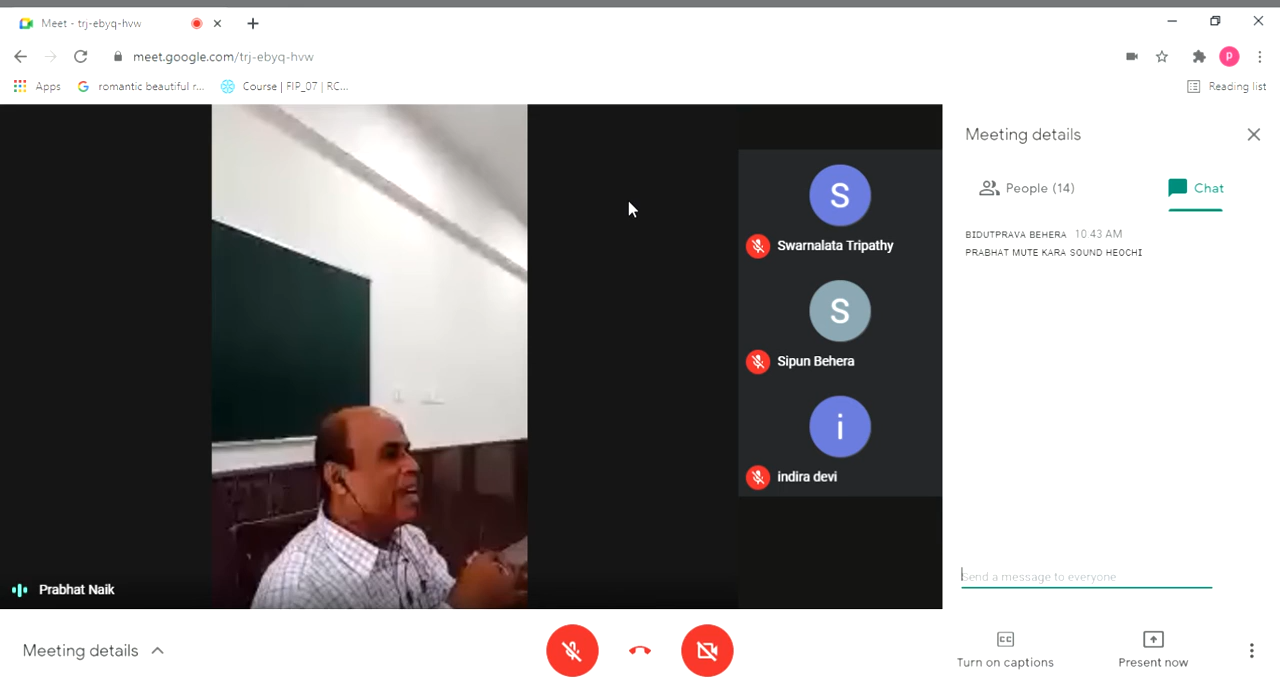 Meet - trj-ebyq-hvw
meet.google.com/trj-ebyq-hvw
P
Apps
romantic beautiful r...
Course | FIP_07 | RC...
Reading list
S
Swarnalata Tripathy
S
Sipun Behera
i
indira devi
Prabhat Naik
Meeting details
People (14)
Chat
BIDUTPRAVA BEHERA 10:43 AM
PRABHAT MUTE KARA SOUND HEOCHI
Send a message to everyone
Meeting details
CC
Turn on captions
Present now